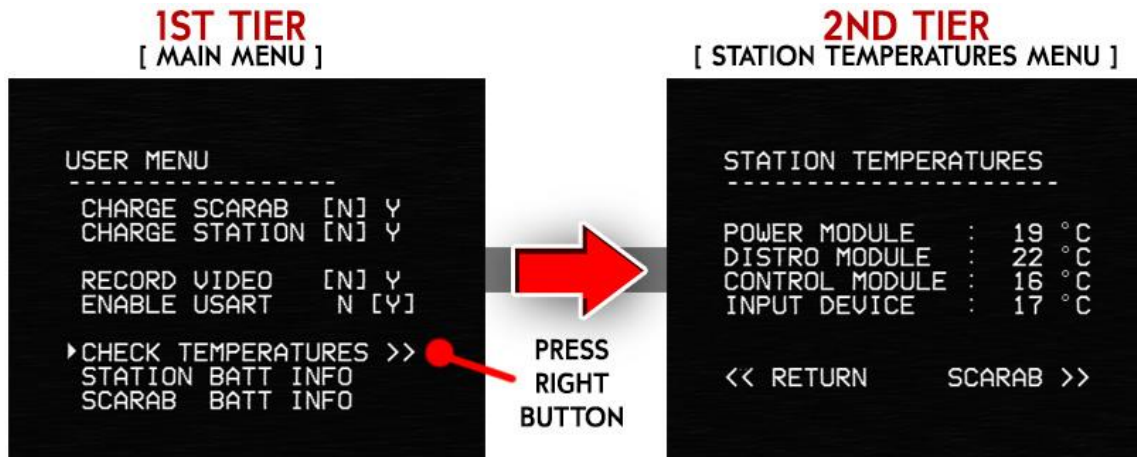 1ST TIER
[ MAIN MENU ]
USER MENU
-------------------
CHARGE SCARAB [N] Y
CHARGE STATION [N] Y
RECORD VIDEO [N] Y
ENABLE USART N [Y]
▶CHECK TEMPERATURES >>
STATION BATT INFO
SCARAB BATT INFO
PRESS
RIGHT
BUTTON
2ND TIER
[ STATION TEMPERATURES MENU ]
STATION TEMPERATURES
-----------------------
POWER MODULE : 19 °C
DISTRO MODULE : 22 °C
CONTROL MODULE : 16 °C
INPUT DEVICE : 17 °C
<< RETURN SCARAB >>